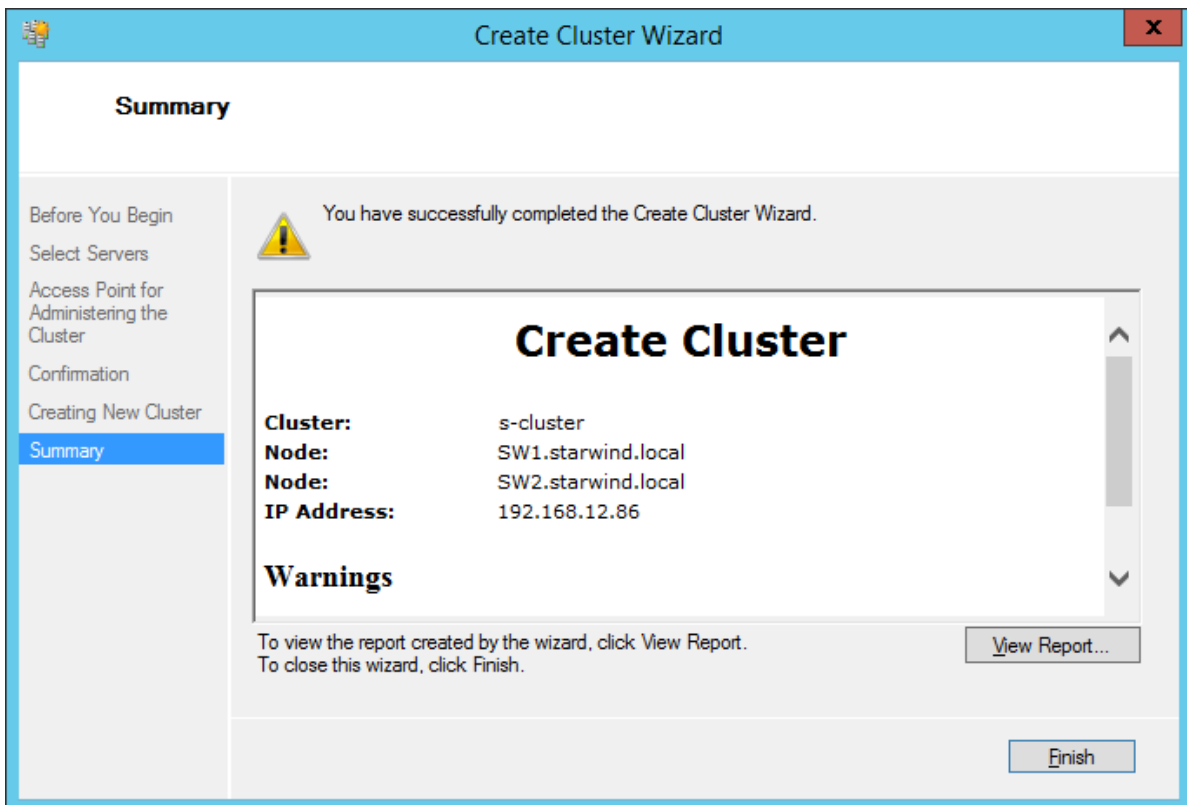 Create Cluster Wizard
x
Summary
Before You Begin
Select Servers
Access Point for
Administering the
Cluster
Confirmation
Creating New Cluster
Summary
You have successfully completed the Create Cluster Wizard.
Create Cluster
Cluster: s-cluster
Node: SW1.starwind.local
Node: SW2.starwind.local
IP Address: 192.168.12.86
Warnings
To view the report created by the wizard, click View Report.
To close this wizard, click Finish.
View Report...
Finish